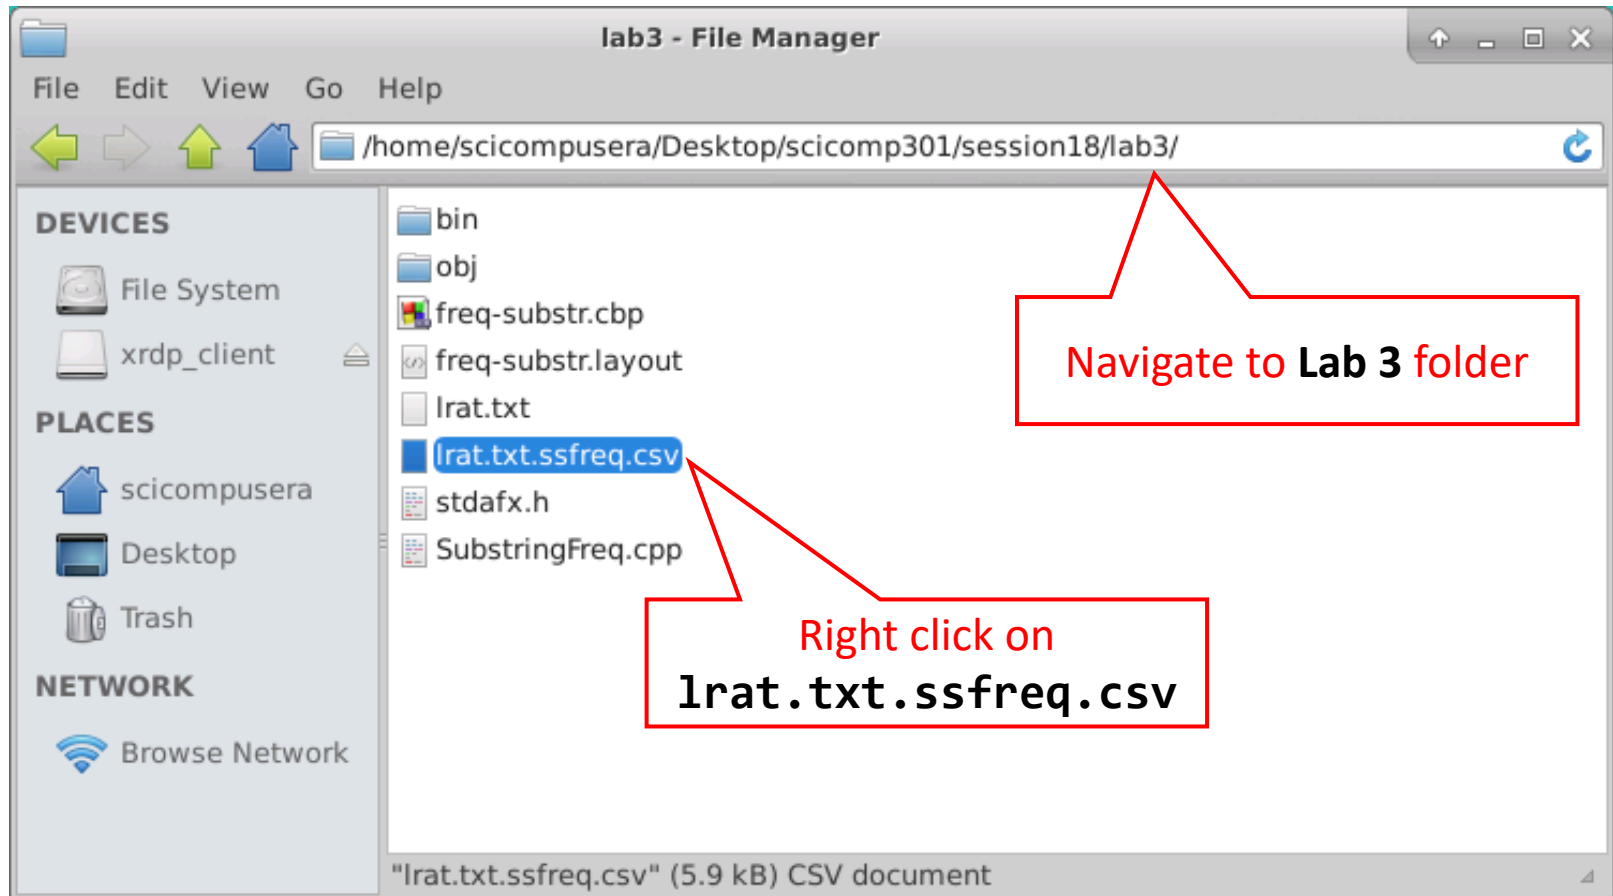 lab3 - File Manager
File Edit View Go Help
/home/scicompusera/Desktop/scicomp301/session18/lab3/
DEVICES
File System
xrdp_client
PLACES
scicompusera
Desktop
Trash
NETWORK
Browse Network
bin
obj
freq-substr.cbp
freq-substr.layout
lrat.txt
lrat.txt.ssfreq.csv
stdafx.h
SubstringFreq.cpp
Navigate to Lab 3 folder
Right click on
lrat.txt.ssfreq.csv
"lrat.txt.ssfreq.csv" (5.9 kB) CSV document